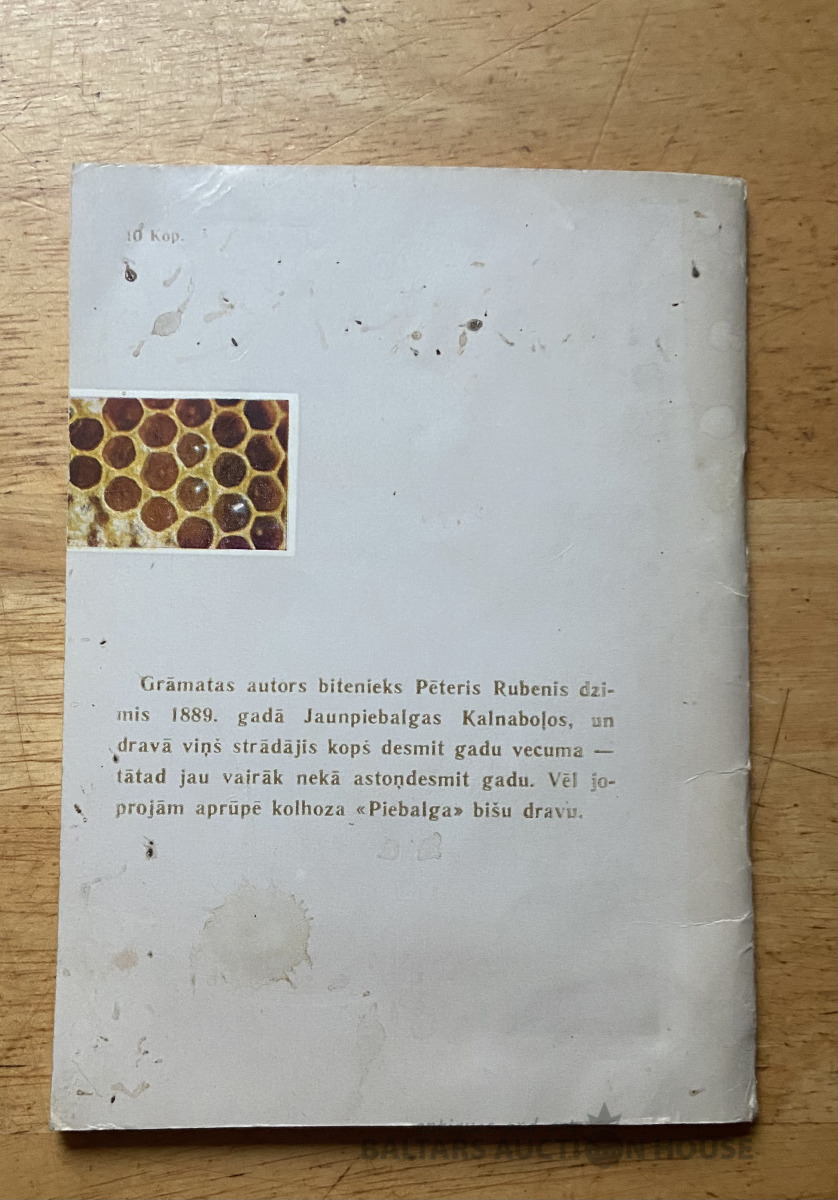 10 Kop.
Grāmatas autors bitenieks Pēteris Rubenis dzi-
mis 1889. gadā Jaunpiebalgas Kalnaboļos, un
dravā viņš strādājis kopš desmit gadu vecuma —
tātad jau vairāk nekā astoņdesmit gadu. Vēl jo-
projām aprūpē kolhoza «Piebalga» bišu dravu.
BALTARS AUCTION HOUSE